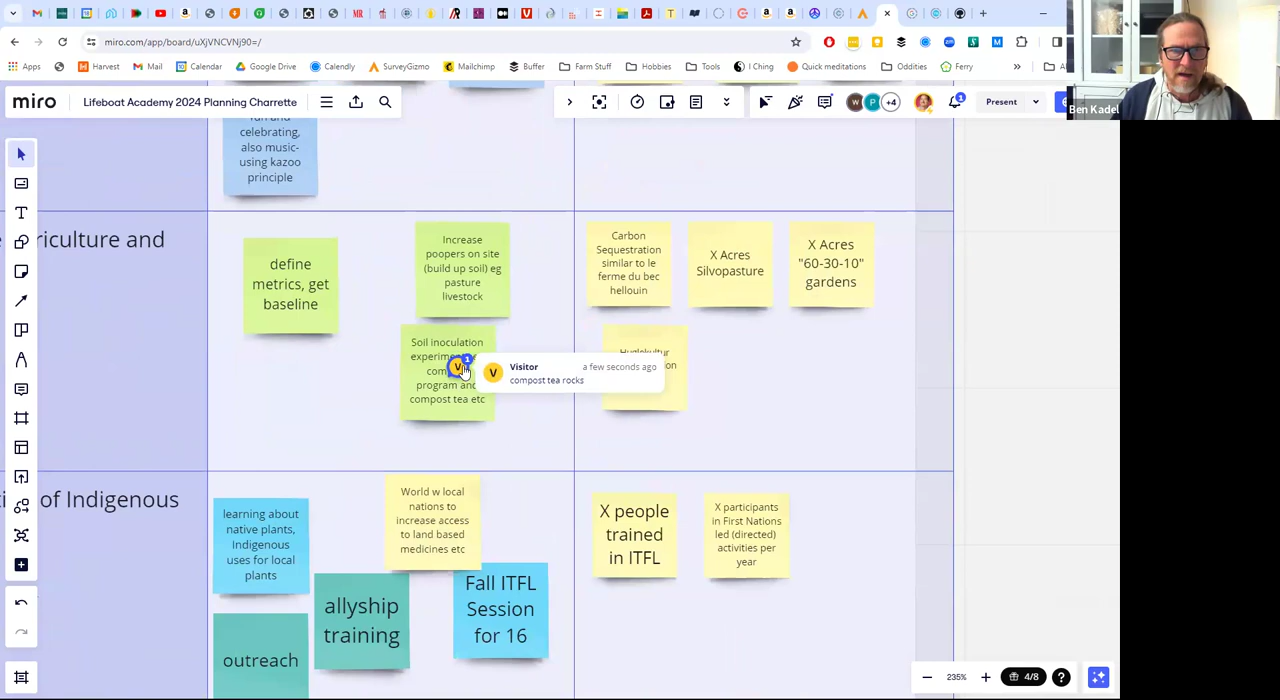 miro.com/app/board/uXjVNCVNj90=/
Apps
Harvest
Mail
Calendar
Google Drive
Calendly
SurveyGizmo
Mailchimp
Buffer
Farm Stuff
Hobbies
Tools
I Ching
Quick meditations
Oddities
Ferry
»
miro
Lifeboat Academy 2024 Planning Charrette
W
P
+4
1
Present
Ben Kadel
celebrating,
also music-
using kazoo
principle
riculture and
define
metrics, get
baseline
Increase
poopers on site
(build up soil) eg
pasture
livestock
Carbon
Sequestration
similar to le
ferme du bec
hellouin
X Acres
Silvopasture
X Acres
"60-30-10"
gardens
Soil inoculation
program and
compost tea etc
V
1
V
Visitor
a few seconds ago
compost tea rocks
of Indigenous
learning about
native plants,
Indigenous
uses for local
plants
World w local
nations to
increase access
to land based
medicines etc
allyship
training
Fall ITFL
Session
for 16
outreach
X people
trained
in ITFL
X participants
in First Nations
led (directed)
activities per
year
235%
4/8